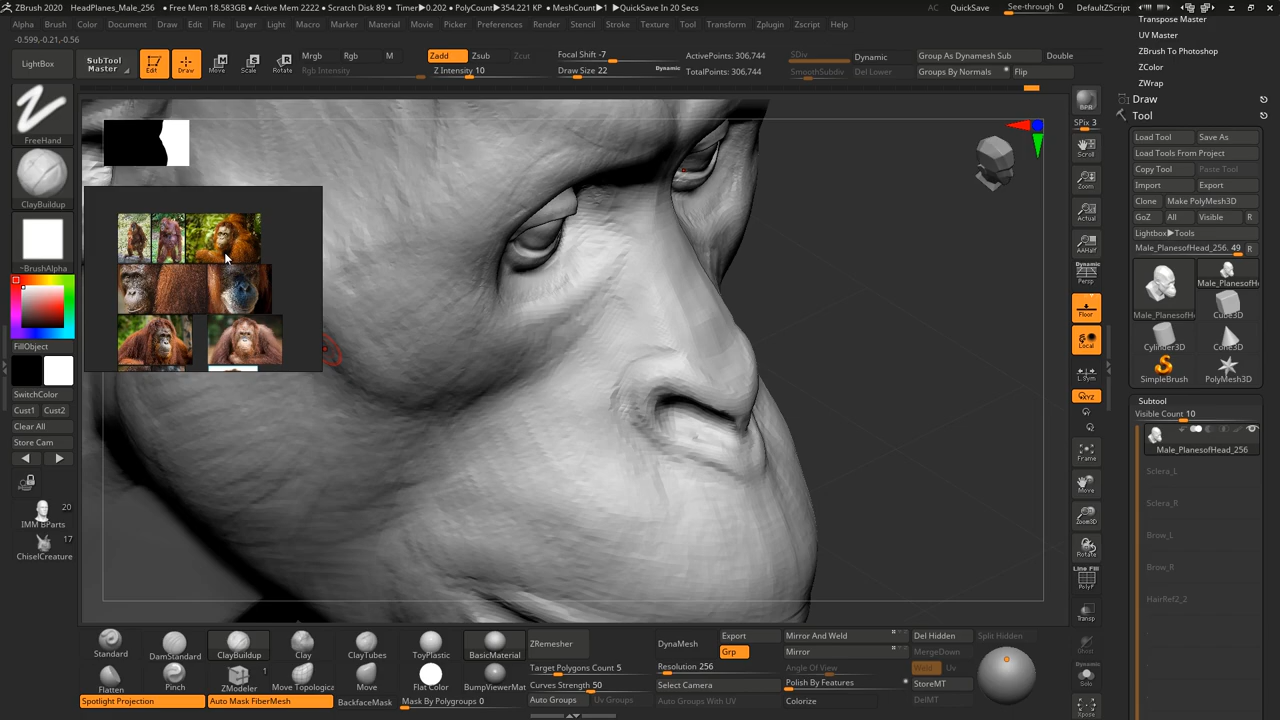 ZBrush 2020 HeadPlanes_Male_256 • Free Mem 18.583GB • Active Mem 2222 • Scratch Disk 89 • Timer▶0.202 • PolyCount▶354.221 KP • MeshCount▶1 ▶QuickSave In 20 Secs AC QuickSave See-through 0 DefaultZScript
Alpha Brush Color Document Draw Edit File Layer Light Macro Marker Material Movie Picker Preferences Render Stencil Stroke Texture Tool Transform Zplugin Zscript Help
-0.599,-0.21,-0.56
LightBox
SubTool Master
Edit Draw Move Scale Rotate
Mrgb Rgb M
Rgb Intensity
Zadd Zsub Zcut
Z Intensity 10
Focal Shift -7
Draw Size 22 Dynamic
ActivePoints: 306,744
TotalPoints: 306,744
SDiv
SmoothSubdiv
Dynamic
Del Lower
Group As Dynamesh Sub Double
Groups By Normals Flip
FreeHand
ClayBuildup
~BrushAlpha
FillObject
SwitchColor
Cust1 Cust2
Clear All
Store Cam
20
IMM BParts
17
ChiselCreature
BPR
SPix 3
Scroll
Zoom
Actual
AAHalf
Dynamic
Persp
Floor
Local
L.Sym
XYZ
Frame
Move
Zoom3D
Rotate
Line Fill
PolyF
Transp
Ghost
Dynamic
Solo
Xpose
Transpose Master
UV Master
ZBrush To Photoshop
ZColor
ZWrap
Draw
Tool
Load Tool Save As
Load Tools From Project
Copy Tool Paste Tool
Import Export
Clone Make PolyMesh3D
GoZ All Visible R
Lightbox▶Tools
Male_PlanesofHead_256. 49 R
Male_PlanesofH Male_PlanesofHe
Cube3D
Cylinder3D Cone3D
SimpleBrush PolyMesh3D
Subtool
Visible Count 10
Male_PlanesofHead_256
Sclera_L
Sclera_R
Brow_L
Brow_R
HairRef2_2
Standard DamStandard ClayBuildup Clay ClayTubes ToyPlastic BasicMaterial
1
Flatten Pinch ZModeler Move Topologica Move Flat Color BumpViewerMat
Spotlight Projection Auto Mask FiberMesh BackfaceMask Mask By Polygroups 0
ZRemesher
Target Polygons Count 5
Curves Strength 50
Auto Groups Uv Groups
DynaMesh
Export
Grp
Resolution 256
Select Camera
Auto Groups With UV
Mirror And Weld
Mirror
Angle Of View
Polish By Features
Colorize
Del Hidden Split Hidden
MergeDown
Weld Uv
StoreMT
DelMT